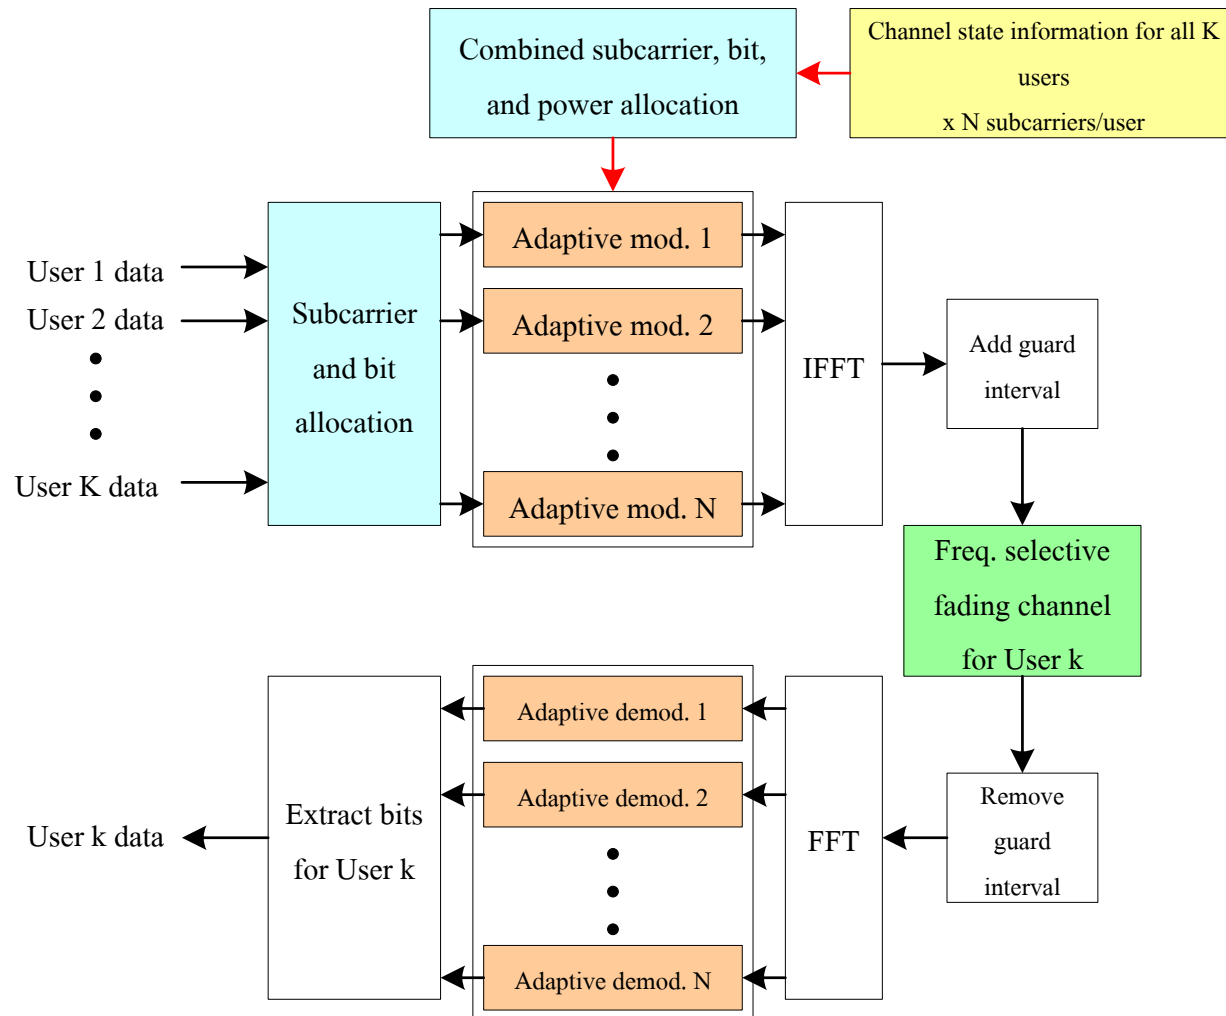 Combined subcarrier, bit,
and power allocation
Channel state information for all K
users
x N subcarriers/user
User 1 data
User 2 data
User K data
Subcarrier
and bit
allocation
Adaptive mod. 1
Adaptive mod. 2
Adaptive mod. N
IFFT
Add guard
interval
Freq. selective
fading channel
for User k
Remove
guard
interval
FFT
Adaptive demod. 1
Adaptive demod. 2
Adaptive demod. N
Extract bits
for User k
User k data